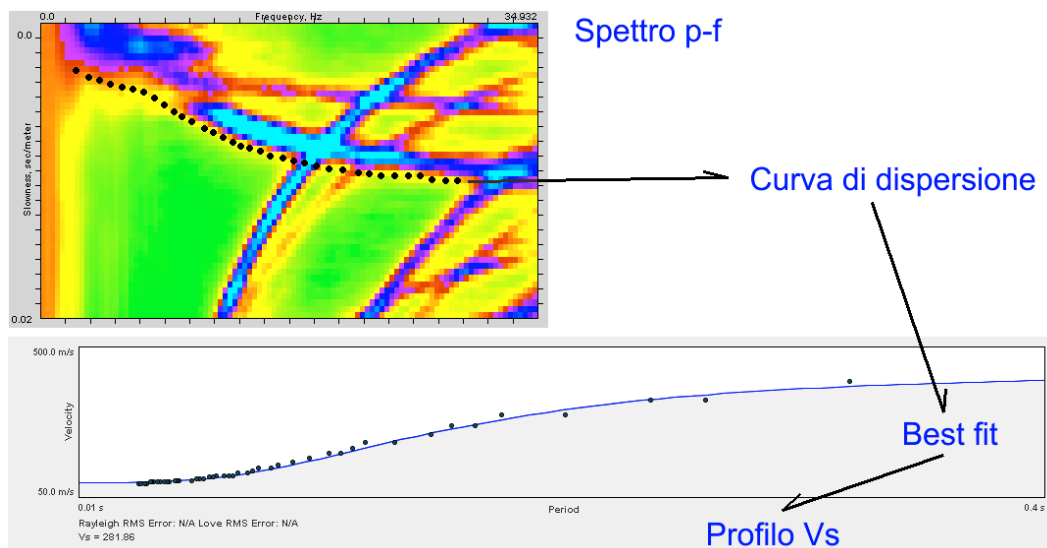 0.0 Frequency, Hz 34.932
0.0
Slowness, sec/meter
0.02
Spettro p-f
Curva di dispersione
500.0 m/s
Velocity
50.0 m/s
0.01 s Period 0.4 s
Rayleigh RMS Error: N/A Love RMS Error: N/A
Vs = 281.86
Best fit
Profilo Vs